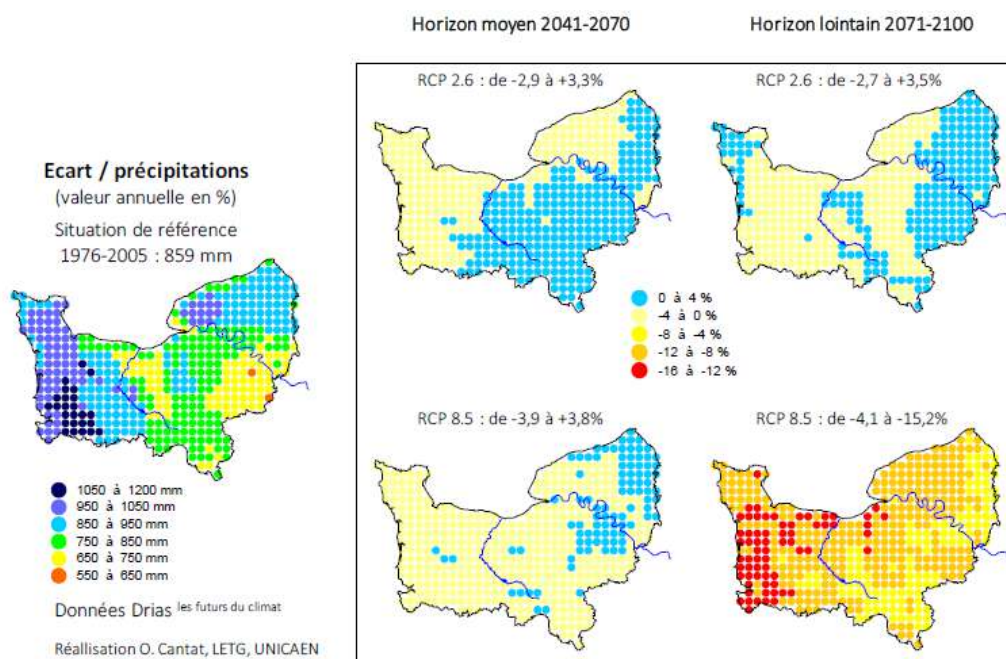 Horizon moyen 2041-2070
Horizon lointain 2071-2100
RCP 2.6 : de -2,9 à +3,3%
RCP 2.6 : de -2,7 à +3,5%
Ecart / précipitations
(valeur annuelle en %)
Situation de référence
1976-2005 : 859 mm
0 à 4 %
-4 à 0 %
-8 à -4 %
-12 à -8 %
-16 à -12 %
RCP 8.5 : de -3,9 à +3,8%
RCP 8.5 : de -4,1 à -15,2%
1050 à 1200 mm
950 à 1050 mm
850 à 950 mm
750 à 850 mm
650 à 750 mm
550 à 650 mm
Données Drias les futurs du climat
Réallisation O. Cantat, LETG, UNICAEN